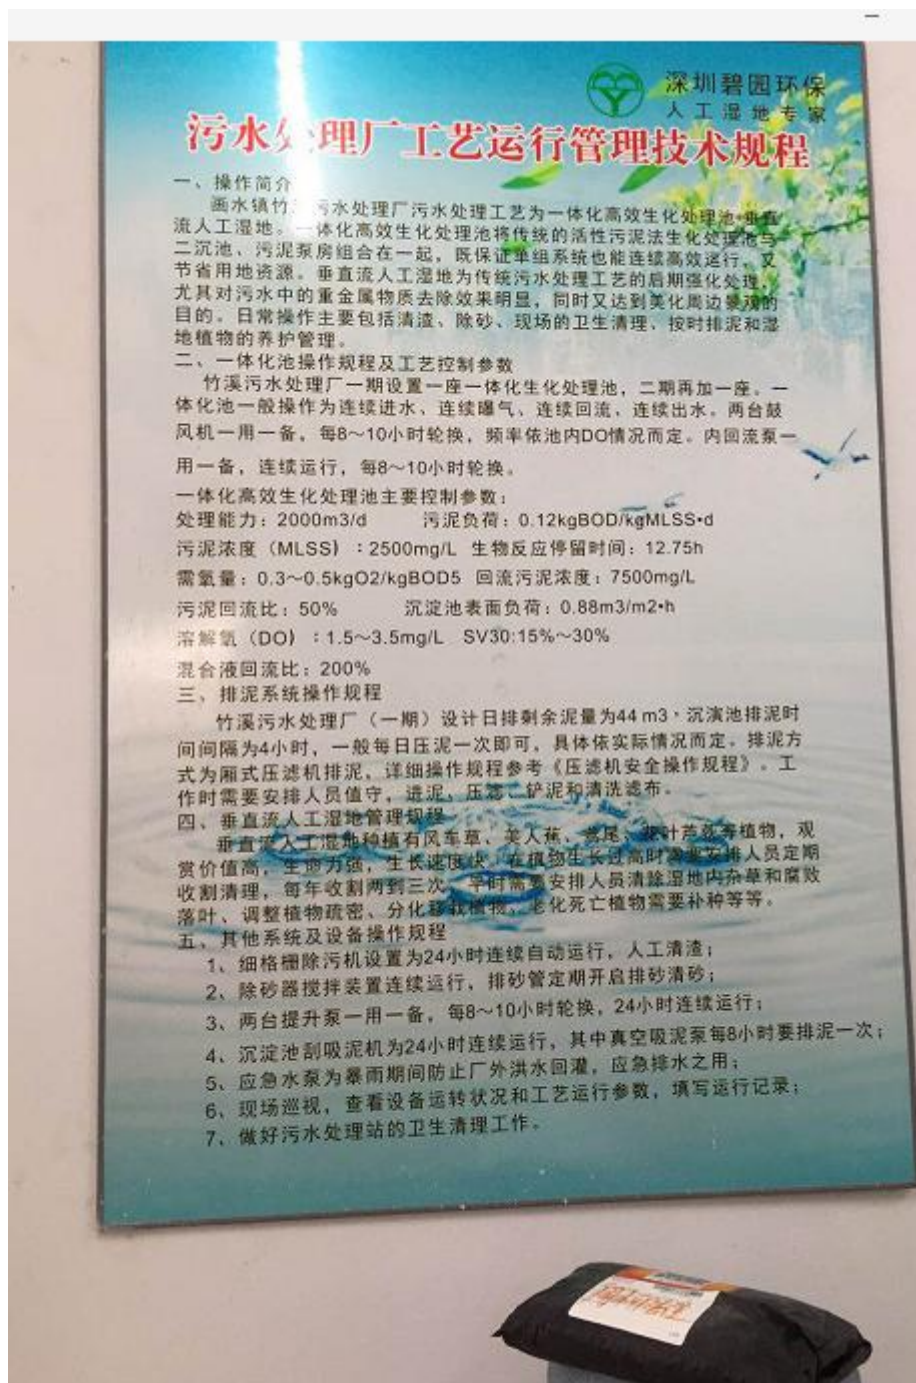 深圳碧园环保
人工湿地专家
污水处理厂工艺运行管理技术规程
一、操作简介
画水镇竹 污水处理厂污水处理工艺为一体化高效生化处理池+垂直
流人工湿地。一体化高效生化处理池将传统的活性污泥法生化处理池与
二沉池、污泥泵房组合在一起，既保证单组系统也能连续高效运行，又
节省用地资源。垂直流人工湿地为传统污水处理工艺的后期强化处理，
尤其对污水中的重金属物质去除效果明显，同时又达到美化周边景观的
目的。日常操作主要包括清渣、除砂、现场的卫生清理、按时排泥和湿
地植物的养护管理。
二、一体化池操作规程及工艺控制参数
竹溪污水处理厂一期设置一座一体化生化处理池，二期再加一座。一
体化池一般操作为连续进水、连续曝气、连续回流、连续出水。两台鼓
风机一用一备，每8～10小时轮换，频率依池内DO情况而定。内回流泵一
用一备，连续运行，每8～10小时轮换。
一体化高效生化处理池主要控制参数：
处理能力：2000m3/d 污泥负荷：0.12kgBOD/kgMLSS•d
污泥浓度（MLSS）：2500mg/L 生物反应停留时间：12.75h
需氧量：0.3～0.5kgO2/kgBOD5 回流污泥浓度：7500mg/L
污泥回流比：50% 沉淀池表面负荷：0.88m3/m2•h
溶解氧（DO）：1.5～3.5mg/L SV30:15%～30%
混合液回流比：200%
三、排泥系统操作规程
竹溪污水处理厂（一期）设计日排剩余泥量为44 m3，沉演池排泥时
间间隔为4小时，一般每日压泥一次即可，具体依实际情况而定。排泥方
式为厢式压滤机排泥，详细操作规程参考《压滤机安全操作规程》。工
作时需要安排人员值守，进泥、压滤、铲泥和清洗滤布。
四、垂直流人工湿地管理规程
垂直流人工湿地种植有风车草、美人蕉、鸢尾、花叶芦荻等植物，观
赏价值高，生命力强，生长速度快，在植物生长过高时需要安排人员定期
收割清理，每年收割两到三次。平时需要安排人员清除湿地内杂草和腐败
落叶、调整植物疏密、分化移栽植物、老化死亡植物需要补种等等。
五、其他系统及设备操作规程
1、细格栅除污机设置为24小时连续自动运行，人工清渣；
2、除砂器搅拌装置连续运行，排砂管定期开启排砂清砂；
3、两台提升泵一用一备，每8～10小时轮换，24小时连续运行；
4、沉淀池刮吸泥机为24小时连续运行，其中真空吸泥泵每8小时要排泥一次；
5、应急水泵为暴雨期间防止厂外洪水回灌，应急排水之用；
6、现场巡视，查看设备运转状况和工艺运行参数，填写运行记录；
7、做好污水处理站的卫生清理工作。